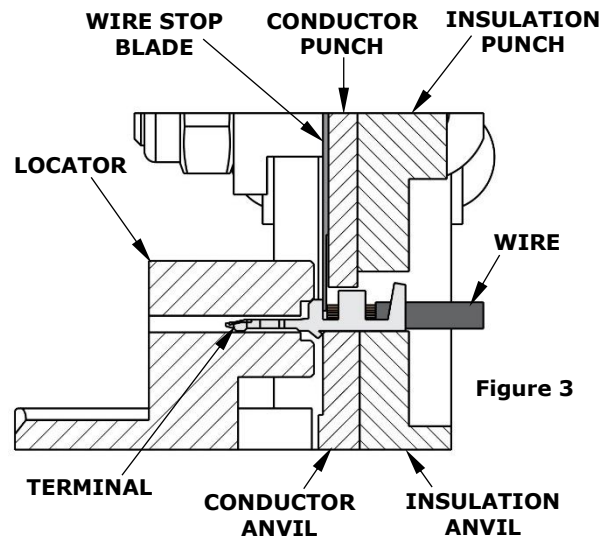 WIRE STOP
BLADE
CONDUCTOR
PUNCH
INSULATION
PUNCH
LOCATOR
WIRE
Figure 3
TERMINAL
CONDUCTOR
ANVIL
INSULATION
ANVIL